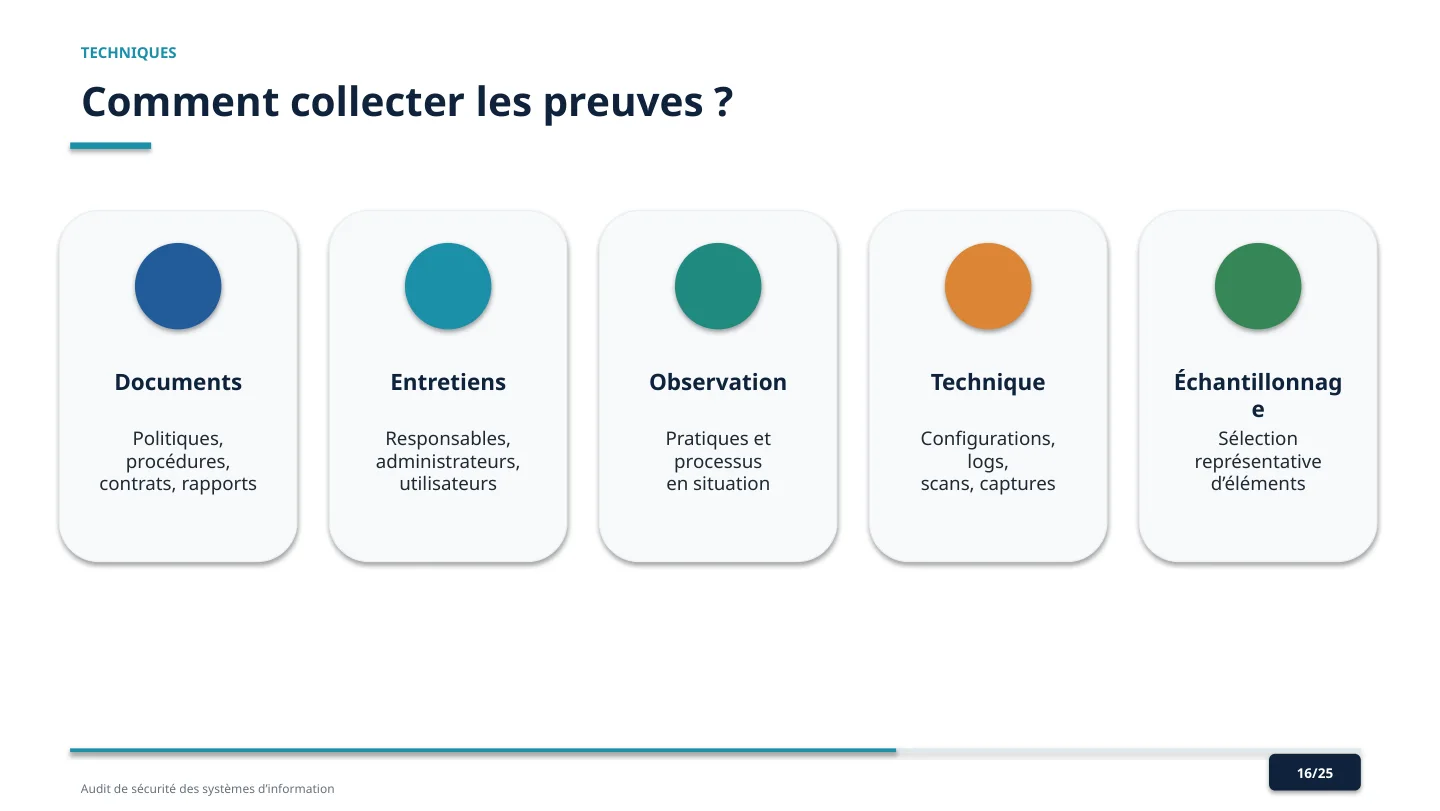 TECHNIQUES
Comment collecter les preuves ?
Documents
Politiques,
procédures,
contrats, rapports
Entretiens
Responsables,
administrateurs,
utilisateurs
Observation
Pratiques et
processus
en situation
Technique
Configurations,
logs,
scans, captures
Échantillonnag
e
Sélection
représentative
d’éléments
16/25
Audit de sécurité des systèmes d’information